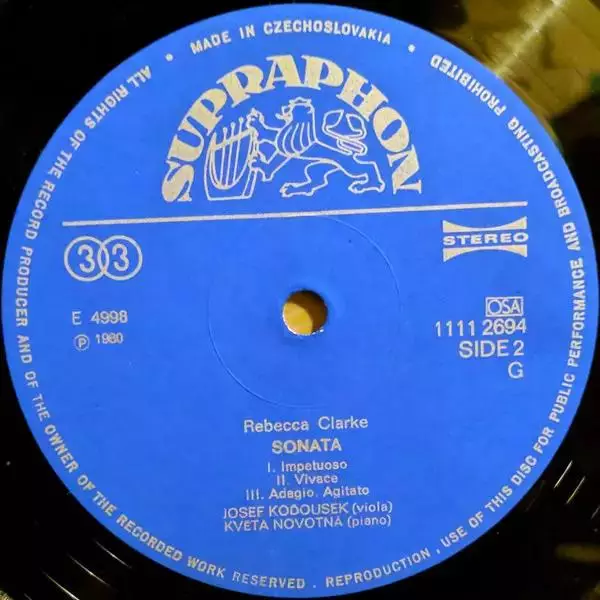 ALL RIGHTS OF THE RECORD PRODUCER AND OF THE OWNER OF THE RECORDED WORK RESERVED . REPRODUCTION , USE OF THIS DISC FOR PUBLIC PERFORMANCE AND BROADCASTING PROHIBITED
• MADE IN CZECHOSLOVAKIA •
SUPRAPHON
33
STEREO
E 4998
℗ 1980
OSA
1111 2694
SIDE 2
G
Rebecca Clarke
SONATA
I. Impetuoso
II. Vivace
III. Adagio. Agitato
JOSEF KOĎOUSEK (viola)
KVĚTA NOVOTNÁ (piano)